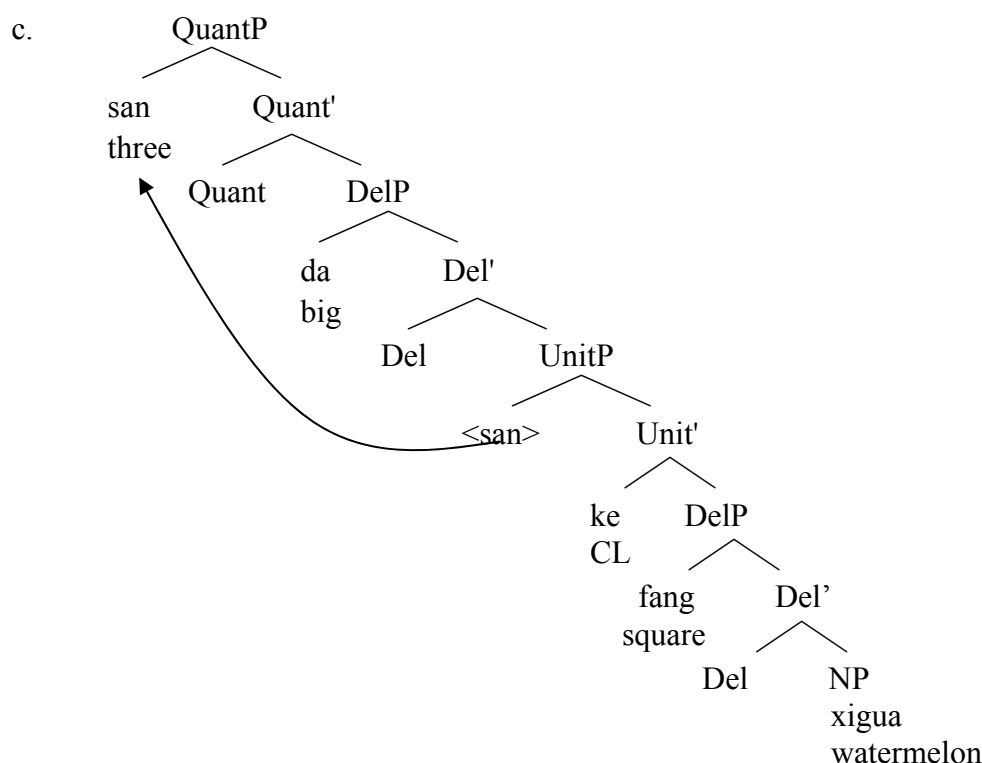 c. QuantP
san Quant'
three
Quant DelP
da Del'
big
Del UnitP
<san> Unit'
ke DelP
CL
fang Del’
square
Del NP
xigua
watermelon